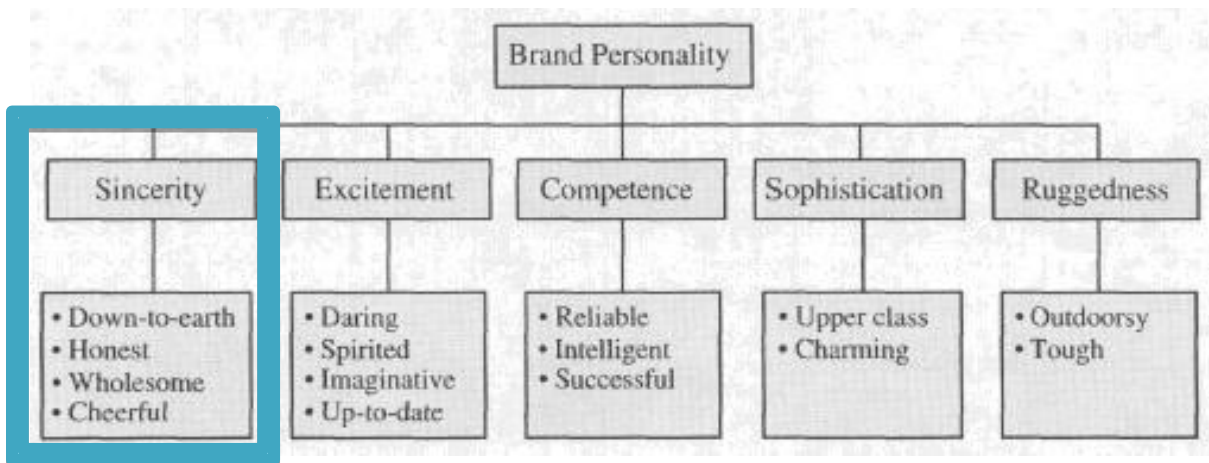 Brand Personality
Sincerity
Excitement
Competence
Sophistication
Ruggedness
• Down-to-earth
• Honest
• Wholesome
• Cheerful
• Daring
• Spirited
• Imaginative
• Up-to-date
• Reliable
• Intelligent
• Successful
• Upper class
• Charming
• Outdoorsy
• Tough